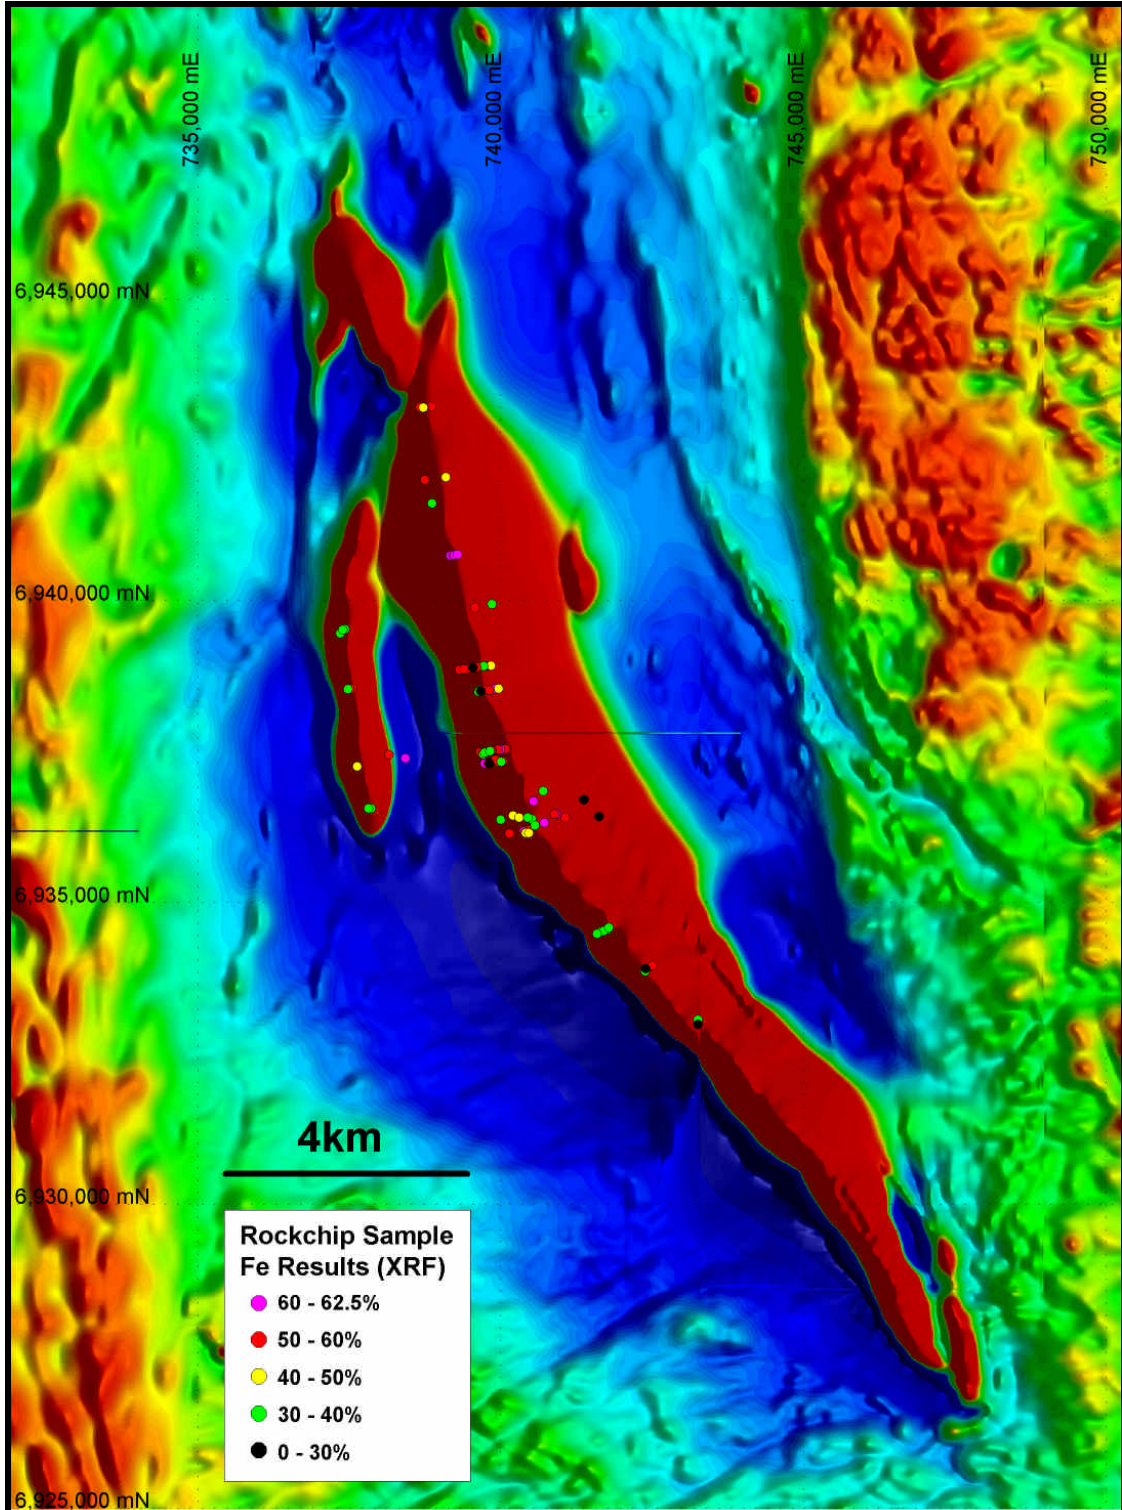 735,000 mE
740,000 mE
745,000 mE
750,000 mE
6,945,000 mN
6,940,000 mN
6,935,000 mN
6,930,000 mN
6,925,000 mN
4km
Rockchip Sample
Fe Results (XRF)
60 - 62.5%
50 - 60%
40 - 50%
30 - 40%
0 - 30%